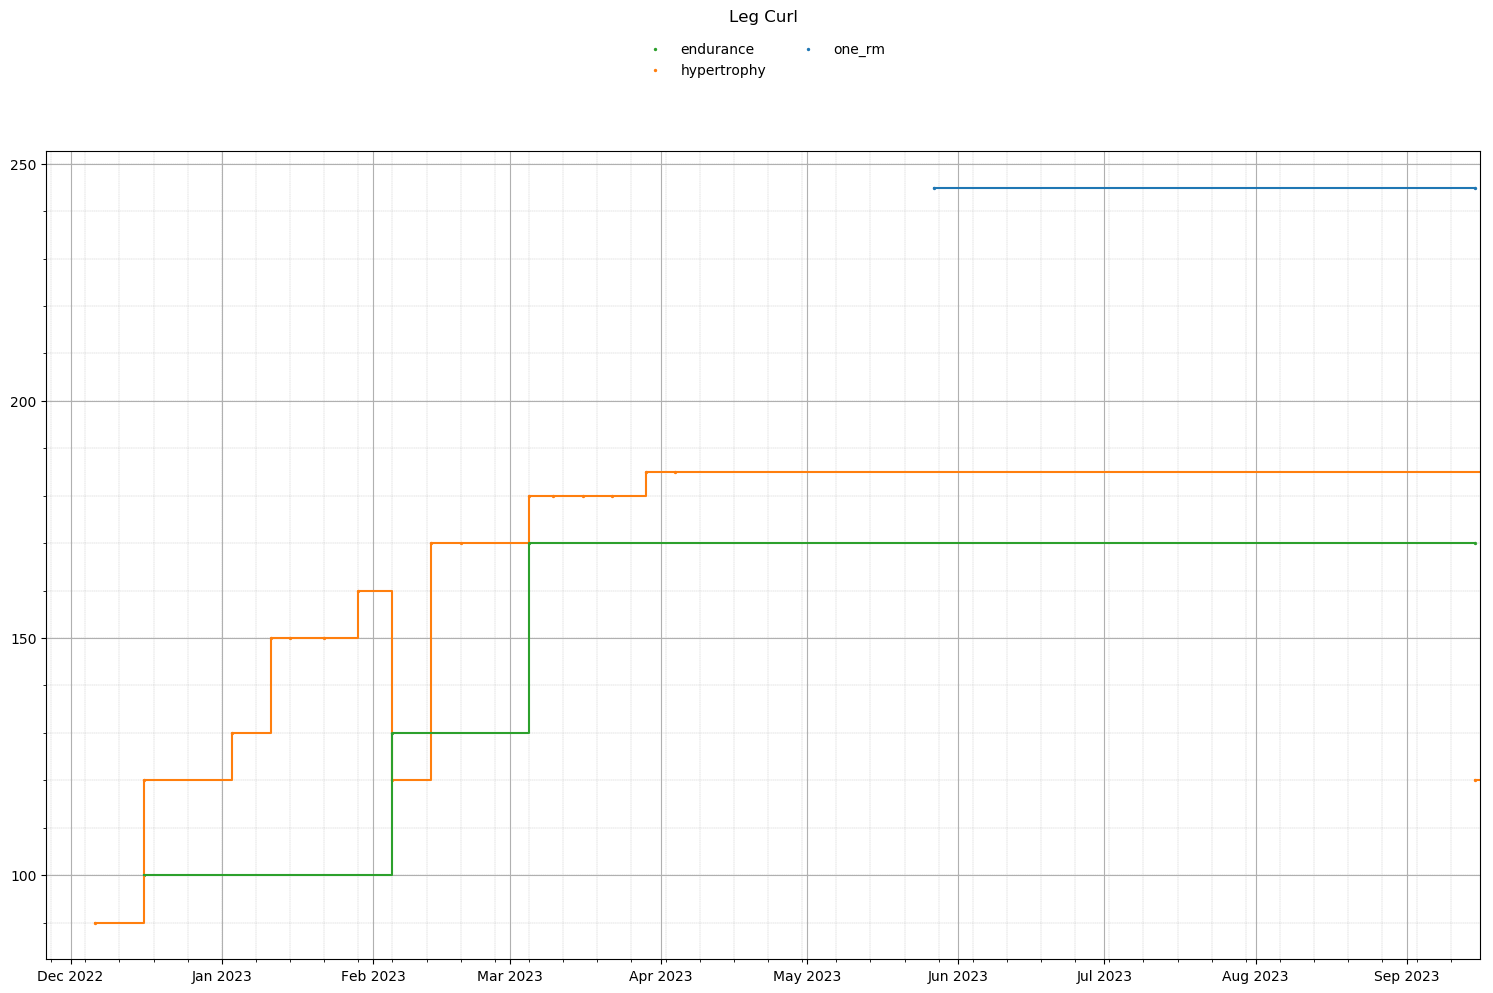 Leg Curl
endurance
hypertrophy
one_rm
250
200
150
100
Dec 2022
Jan 2023
Feb 2023
Mar 2023
Apr 2023
May 2023
Jun 2023
Jul 2023
Aug 2023
Sep 2023